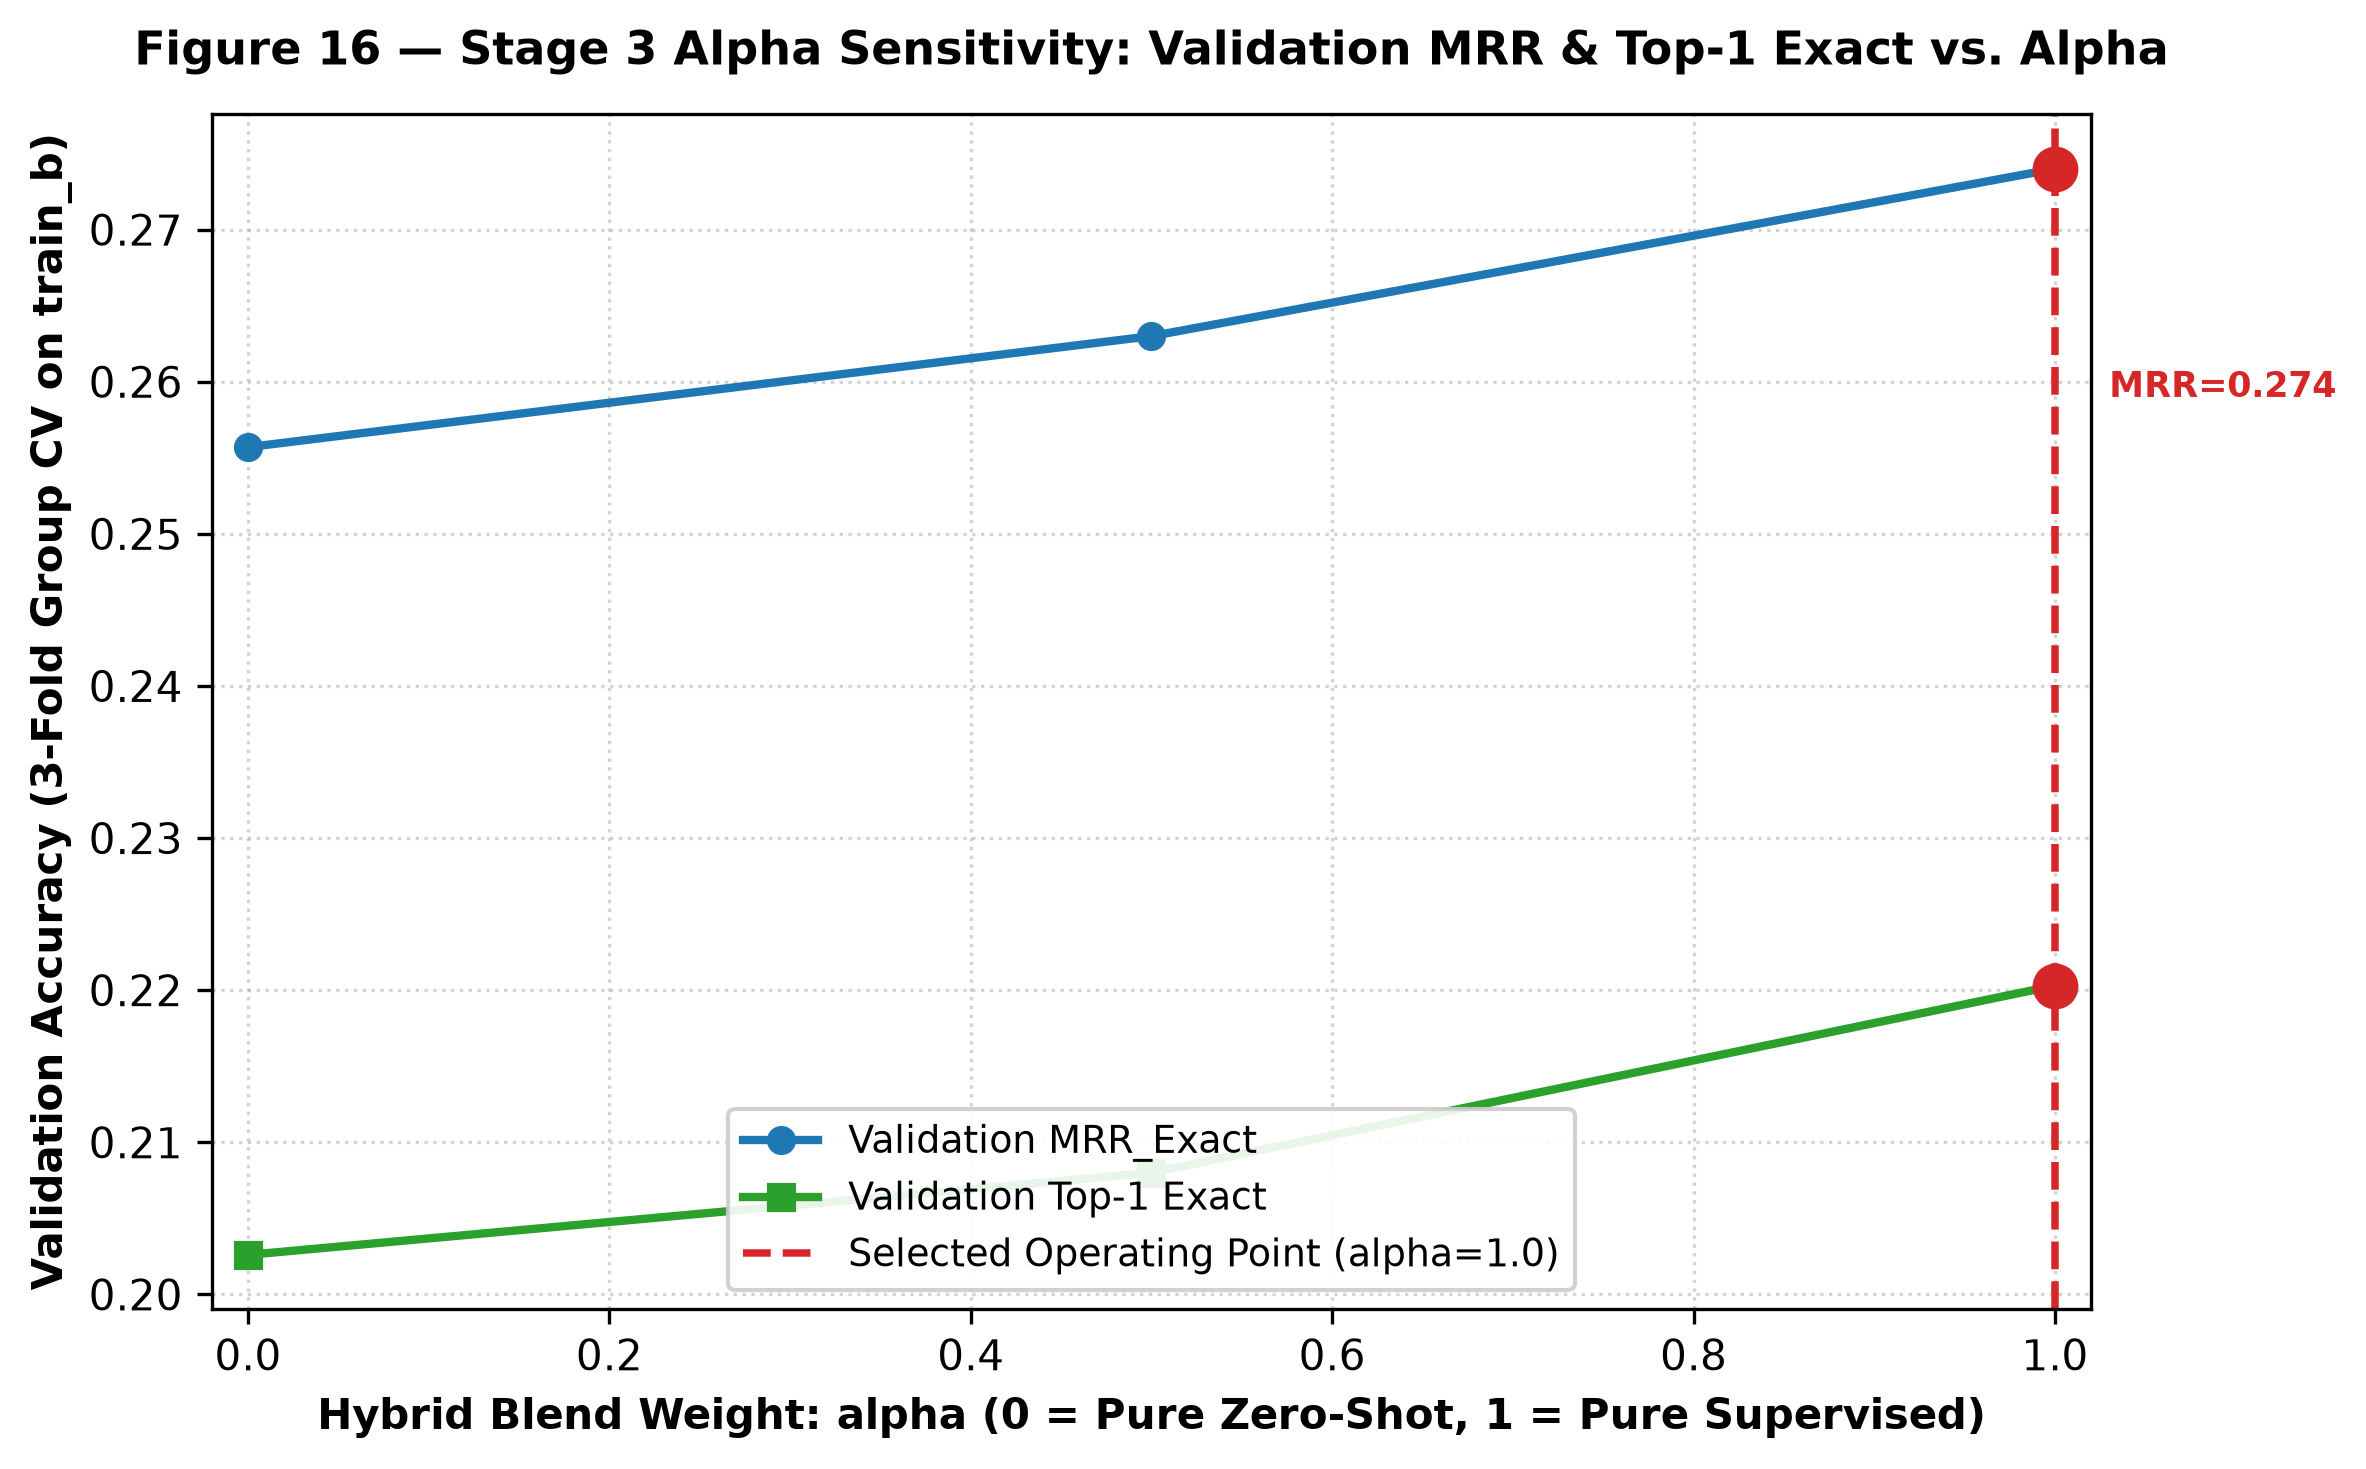 Figure 16 — Stage 3 Alpha Sensitivity: Validation MRR & Top-1 Exact vs. Alpha
Validation Accuracy (3-Fold Group CV on train_b)
0.27
0.26
0.25
0.24
0.23
0.22
0.21
0.20
MRR=0.274
Validation MRR_Exact
Validation Top-1 Exact
Selected Operating Point (alpha=1.0)
0.0 0.2 0.4 0.6 0.8 1.0
Hybrid Blend Weight: alpha (0 = Pure Zero-Shot, 1 = Pure Supervised)